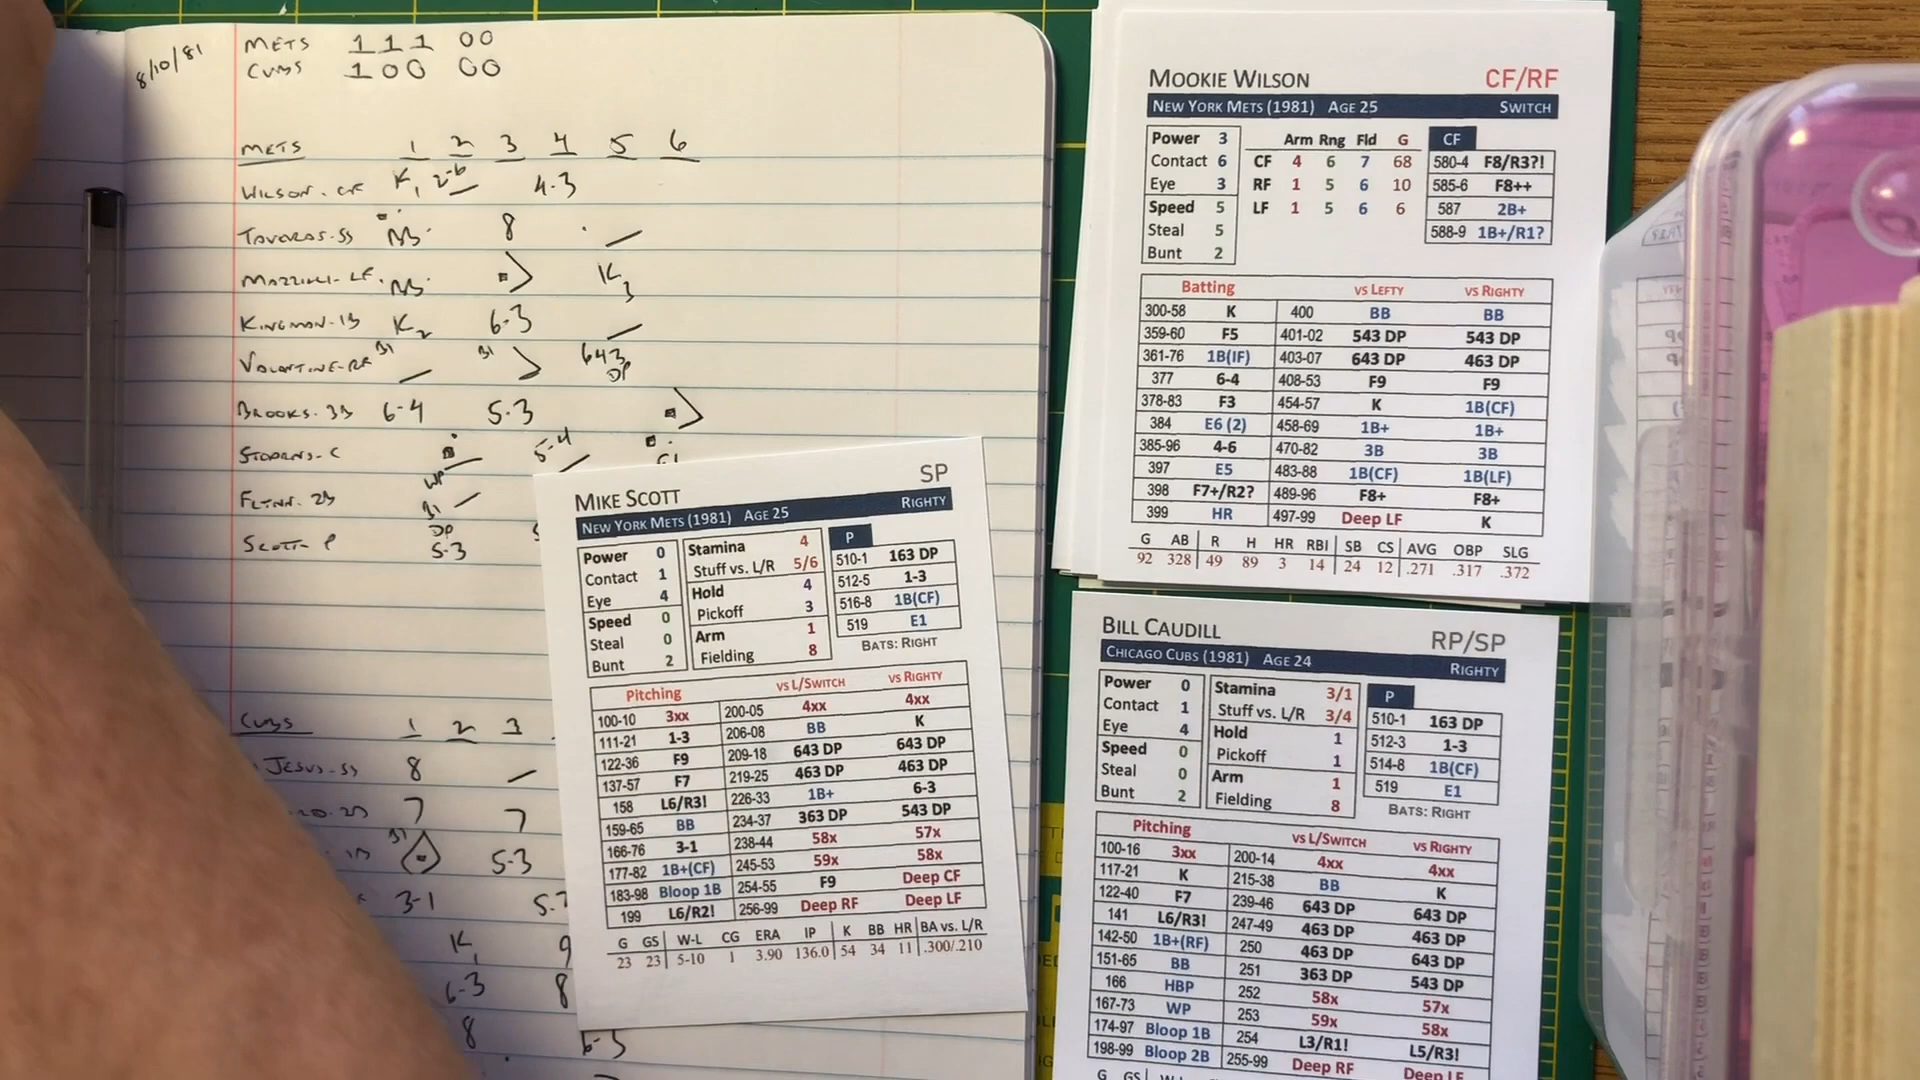 8/10/81
METS 1 1 1 0 0
CUBS 1 0 0 0 0
METS 1 2 3 4 5 6
WILSON-CF K1 2-6 4-3
TAVERAS-SS BB 8
MAZZILLI-LF BB K3
KINGMAN-1B K2 6-3
VALENTINE-RF B1 B1 643 DP
BROOKS-3B 6-4 5-3
STEARNS-C WP 5-4
FLYNN-2B B1
SCOTT-P DP 5-3
CUBS 1 2 3
JESUS-SS 8
7 7
B1 5-3
3-1 5-
K1 9
6-3 8
8 6-3
MIKE SCOTT SP
NEW YORK METS (1981) AGE 25 RIGHTY
Power 0 Stamina 4 P
Contact 1 Stuff vs. L/R 5/6 510-1 163 DP
Eye 4 Hold 4 512-5 1-3
Speed 0 Pickoff 3 516-8 1B(CF)
Steal 0 Arm 1 519 E1
Bunt 2 Fielding 8 BATS: RIGHT
Pitching VS L/SWITCH VS RIGHTY
100-10 3xx 200-05 4xx 4xx
111-21 1-3 206-08 BB K
122-36 F9 209-18 643 DP 643 DP
137-57 F7 219-25 463 DP 463 DP
158 L6/R3! 226-33 1B+ 6-3
159-65 BB 234-37 363 DP 543 DP
166-76 3-1 238-44 58x 57x
177-82 1B+(CF) 245-53 59x 58x
183-98 Bloop 1B 254-55 F9 Deep CF
199 L6/R2! 256-99 Deep RF Deep LF
G GS W-L CG ERA IP K BB HR BA vs. L/R
23 23 5-10 1 3.90 136.0 54 34 11 .300/.210
MOOKIE WILSON CF/RF
NEW YORK METS (1981) AGE 25 SWITCH
Power 3 Arm Rng Fld G CF
Contact 6 CF 4 6 7 68 580-4 F8/R3?!
Eye 3 RF 1 5 6 10 585-6 F8++
Speed 5 LF 1 5 6 6 587 2B+
Steal 5 588-9 1B+/R1?
Bunt 2
Batting VS LEFTY VS RIGHTY
300-58 K 400 BB BB
359-60 F5 401-02 543 DP 543 DP
361-76 1B(IF) 403-07 643 DP 463 DP
377 6-4 408-53 F9 F9
378-83 F3 454-57 K 1B(CF)
384 E6 (2) 458-69 1B+ 1B+
385-96 4-6 470-82 3B 3B
397 E5 483-88 1B(CF) 1B(LF)
398 F7+/R2? 489-96 F8+ F8+
399 HR 497-99 Deep LF K
G AB R H HR RBI SB CS AVG OBP SLG
92 328 49 89 3 14 24 12 .271 .317 .372
BILL CAUDILL RP/SP
CHICAGO CUBS (1981) AGE 24 RIGHTY
Power 0 Stamina 3/1 P
Contact 1 Stuff vs. L/R 3/4 510-1 163 DP
Eye 4 Hold 1 512-3 1-3
Speed 0 Pickoff 1 514-8 1B(CF)
Steal 0 Arm 1 519 E1
Bunt 2 Fielding 8 BATS: RIGHT
Pitching VS L/SWITCH VS RIGHTY
100-16 3xx 200-14 4xx 4xx
117-21 K 215-38 BB K
122-40 F7 239-46 643 DP 643 DP
141 L6/R3! 247-49 463 DP 463 DP
142-50 1B+(RF) 250 463 DP 643 DP
151-65 BB 251 363 DP 543 DP
166 HBP 252 58x 57x
167-73 WP 253 59x 58x
174-97 Bloop 1B 254 L3/R1! L5/R3!
198-99 Bloop 2B 255-99 Deep RF Deep LF
G GS